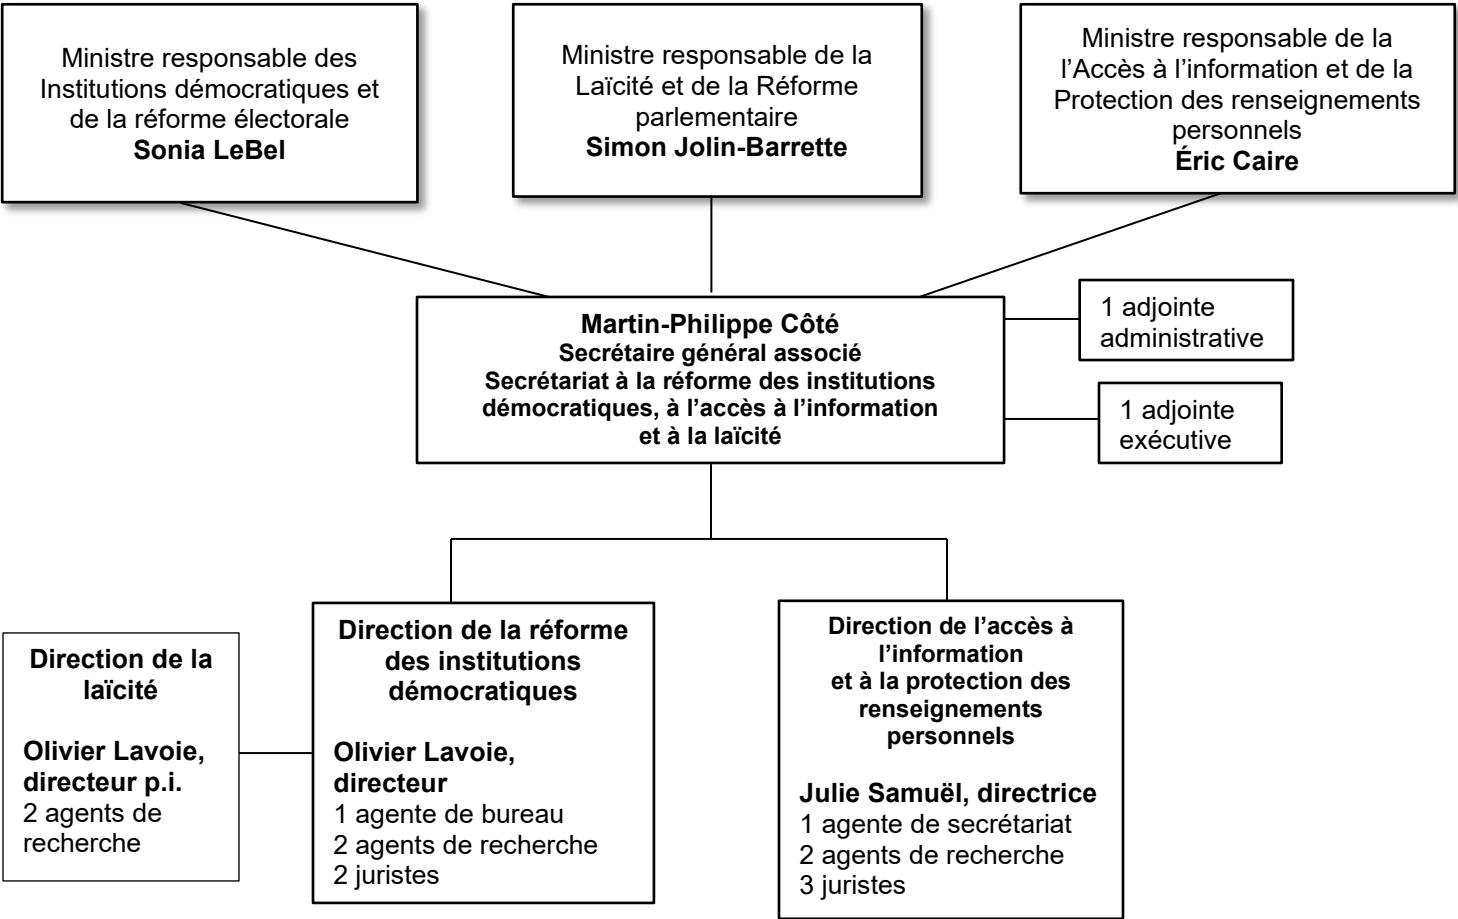 Ministre responsable des
Institutions démocratiques et
de la réforme électorale
Sonia LeBel
Ministre responsable de la
Laïcité et de la Réforme
parlementaire
Simon Jolin-Barrette
Ministre responsable de la
l’Accès à l’information et de la
Protection des renseignements
personnels
Éric Caire
Martin-Philippe Côté
Secrétaire général associé
Secrétariat à la réforme des institutions
démocratiques, à l’accès à l’information
et à la laïcité
1 adjointe
administrative
1 adjointe
exécutive
Direction de la
laïcité
Olivier Lavoie,
directeur p.i.
2 agents de
recherche
Direction de la réforme
des institutions
démocratiques
Olivier Lavoie,
directeur
1 agente de bureau
2 agents de recherche
2 juristes
Direction de l’accès à
l’information
et à la protection des
renseignements
personnels
Julie Samuël, directrice
1 agente de secrétariat
2 agents de recherche
3 juristes